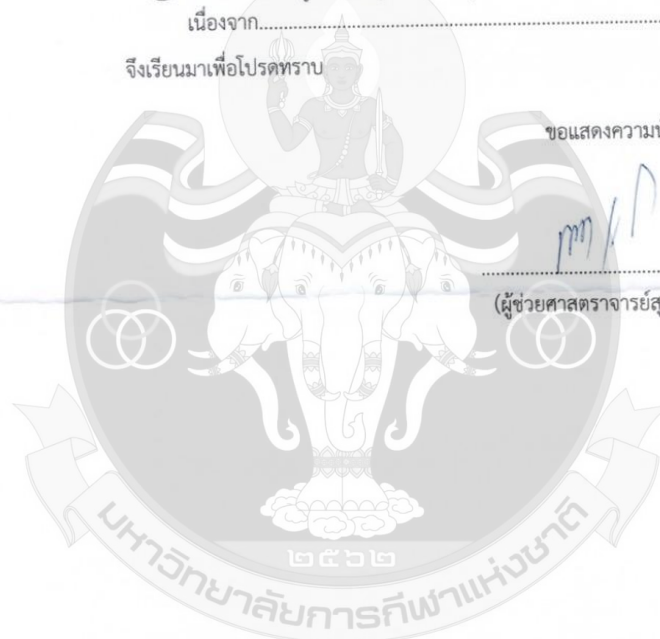 เนื่องจาก
จึงเรียนมาเพื่อโปรดทราบ
ขอแสดงความ
(ผู้ช่วยศาสตราจารย์
๒๕๖๒
มหาวิทยาลัยการกีฬาแห่งชาติ